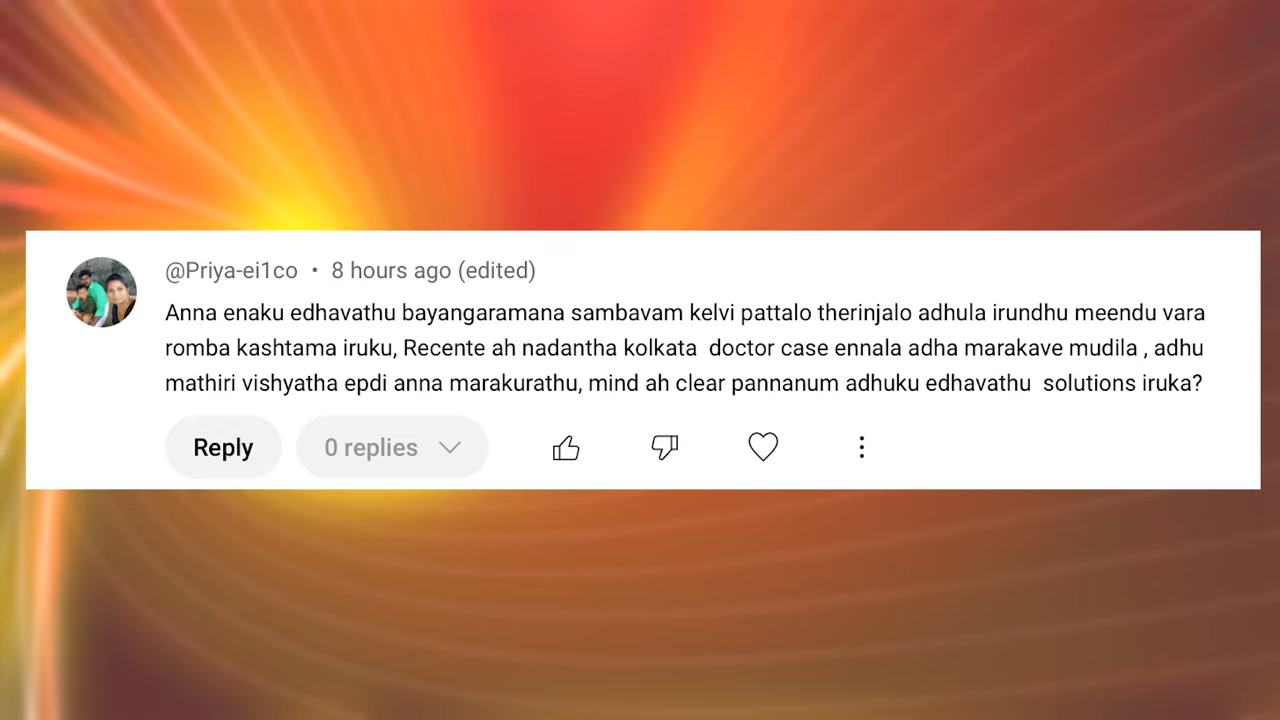 @Priya-ei1co • 8 hours ago (edited)
Anna enaku edhavathu bayangaramana sambavam kelvi pattalo therinjalo adhula irundhu meendu vara
romba kashtama iruku, Recente ah nadantha kolkata  doctor case ennala adha marakave mudila , adhu
mathiri vishyatha epdi anna marakurathu, mind ah clear pannanum adhuku edhavathu  solutions iruka?
Reply 0 replies